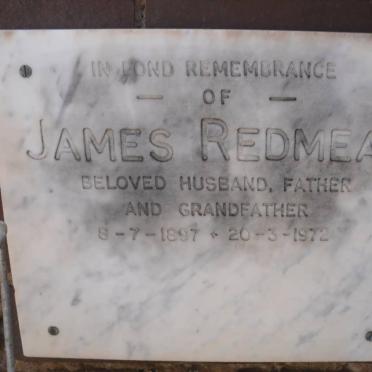 IN FOND REMEMBRANCE
— OF —
JAMES REDMEA
BELOVED HUSBAND, FATHER
AND GRANDFATHER
8-7-1897 + 20-3-1972